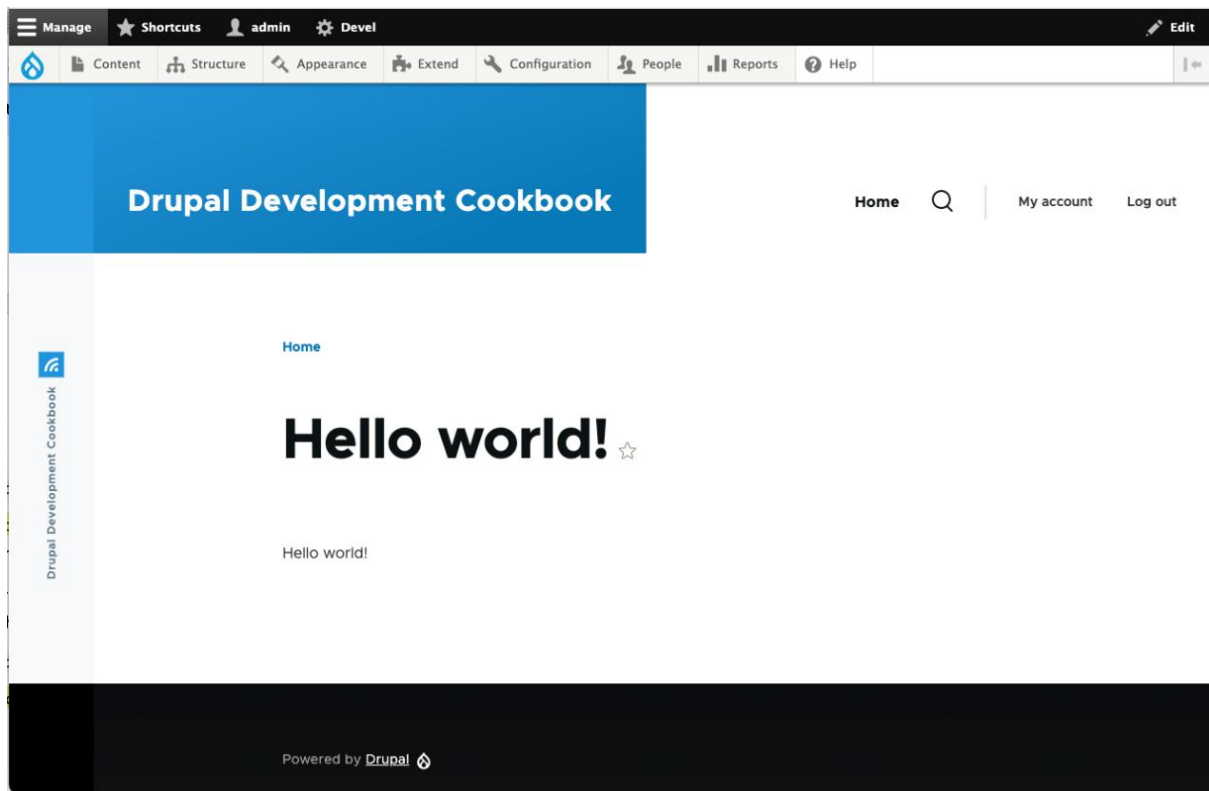 Manage Shortcuts admin Devel Edit
Content Structure Appearance Extend Configuration People Reports Help
Drupal Development Cookbook
Home My account Log out
Home
Drupal Development Cookbook
Hello world!
Hello world!
Powered by Drupal